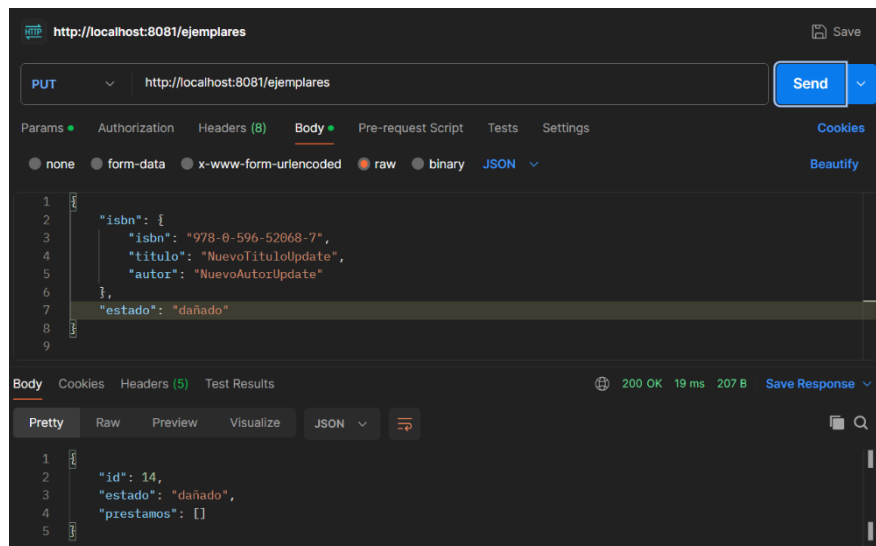 HTTP http://localhost:8081/ejemplares Save
PUT http://localhost:8081/ejemplares Send
Params Authorization Headers (8) Body Pre-request Script Tests Settings Cookies
none form-data x-www-form-urlencoded raw binary JSON Beautify
1 {
2 "isbn": {
3 "isbn": "978-0-596-52068-7",
4 "titulo": "NuevoTituloUpdate",
5 "autor": "NuevoAutorUpdate"
6 },
7 "estado": "dañado"
8 }
9
Body Cookies Headers (5) Test Results 200 OK 19 ms 207 B Save Response
Pretty Raw Preview Visualize JSON
1 {
2 "id": 14,
3 "estado": "dañado",
4 "prestamos": []
5 }